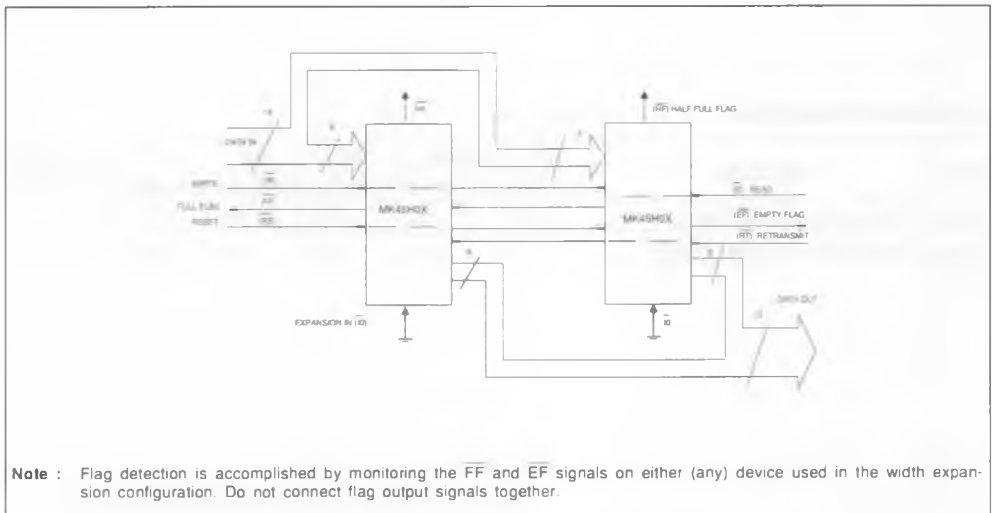 (HF) HALF FULL FLAG
DATA IN
WRITE
FULL FLAG
RESET
MK45H0X
MK45H0X
READ
(EF) EMPTY FLAG
(RT) RETRANSMIT
DATA OUT
EXPANSION IN
Note : Flag detection is accomplished by monitoring the FF and EF signals on either (any) device used in the width expan-
sion configuration. Do not connect flag output signals together.